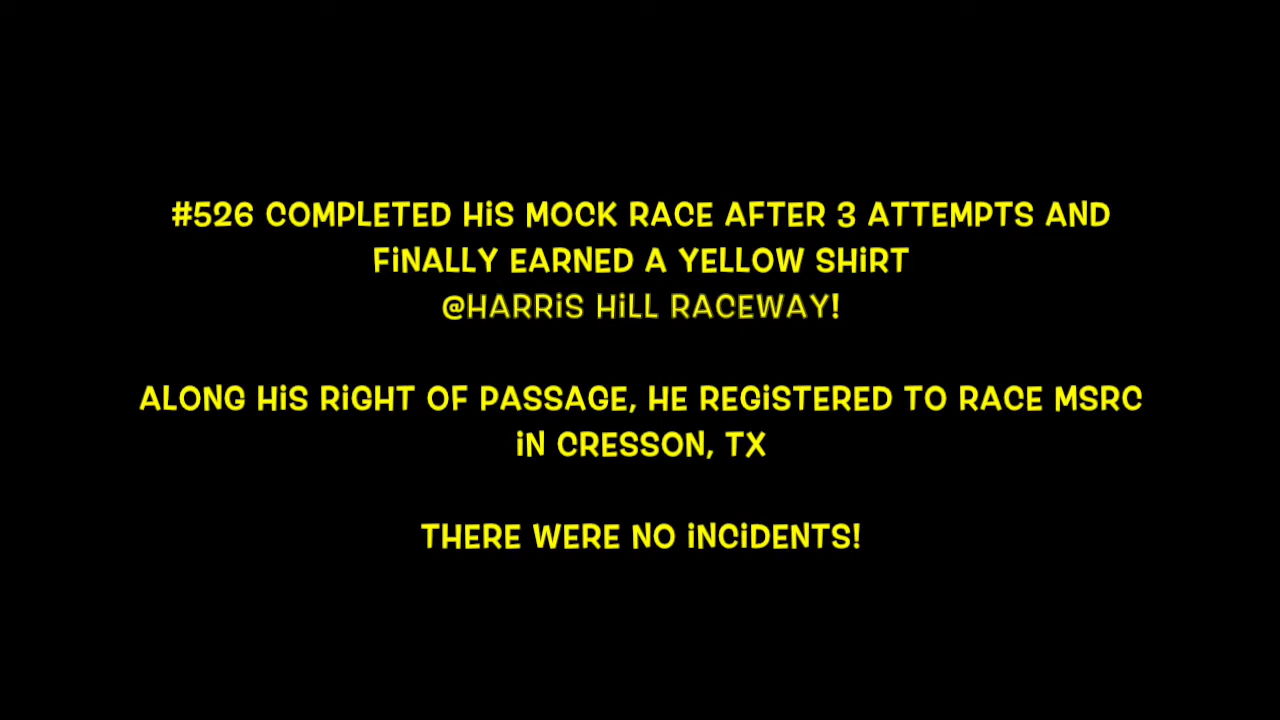 #526 COMPLETED HiS MOCK RACE AFTER 3 ATTEMPTS AND
FiNALLY EARNED A YELLOW SHiRT
@HARRiS HiLL RACEWAY!
ALONG HiS RiGHT OF PASSAGE, HE REGiSTERED TO RACE MSRC
iN CRESSON, TX
THERE WERE NO iNCiDENTS!